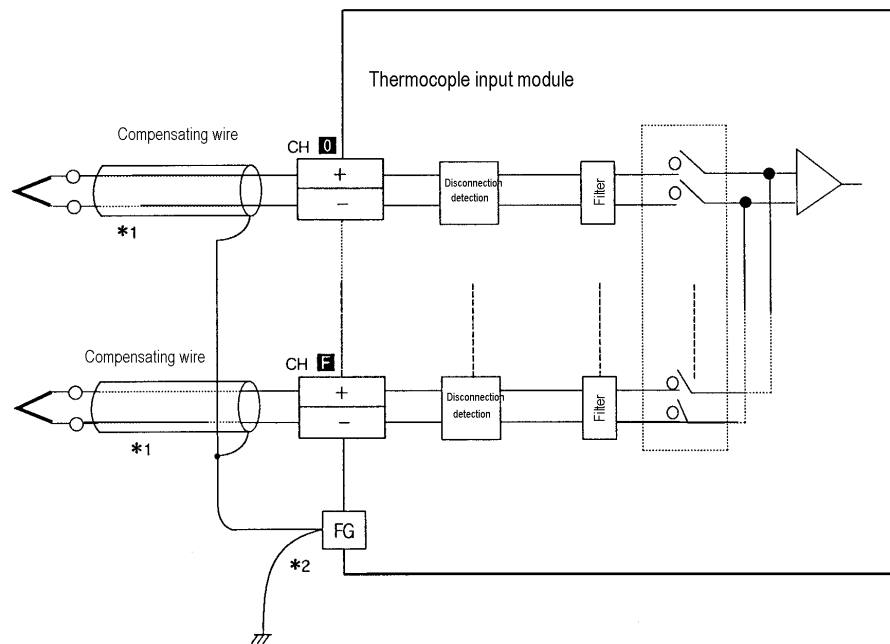 Thermocople input module
Compensating wire
CH 0
+
−
Disconnection
detection
Filter
*1
Compensating wire
CH F
+
−
Disconnection
detection
Filter
*1
FG
*2